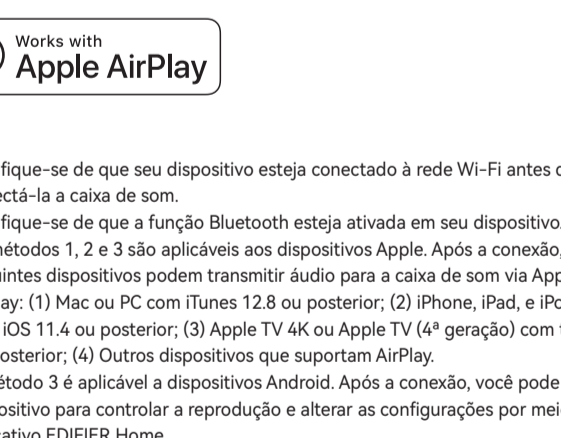 Works with
Apple AirPlay
fique-se de que seu dispositivo esteja conectado à rede Wi-Fi antes
ectá-la a caixa de som.
fique-se de que a função Bluetooth esteja ativada em seu dispositivo.
nétodos 1, 2 e 3 são aplicáveis aos dispositivos Apple. Após a conexão,
uintes dispositivos podem transmitir áudio para a caixa de som via App
lay: (1) Mac ou PC com iTunes 12.8 ou posterior; (2) iPhone, iPad, e iPo
iOS 11.4 ou posterior; (3) Apple TV 4K ou Apple TV (4ª geração) com
osterior; (4) Outros dispositivos que suportam AirPlay.
étodo 3 é aplicável a dispositivos Android. Após a conexão, você pode
ositivo para controlar a reprodução e alterar as configurações por mei
cativo EDIFIER Home